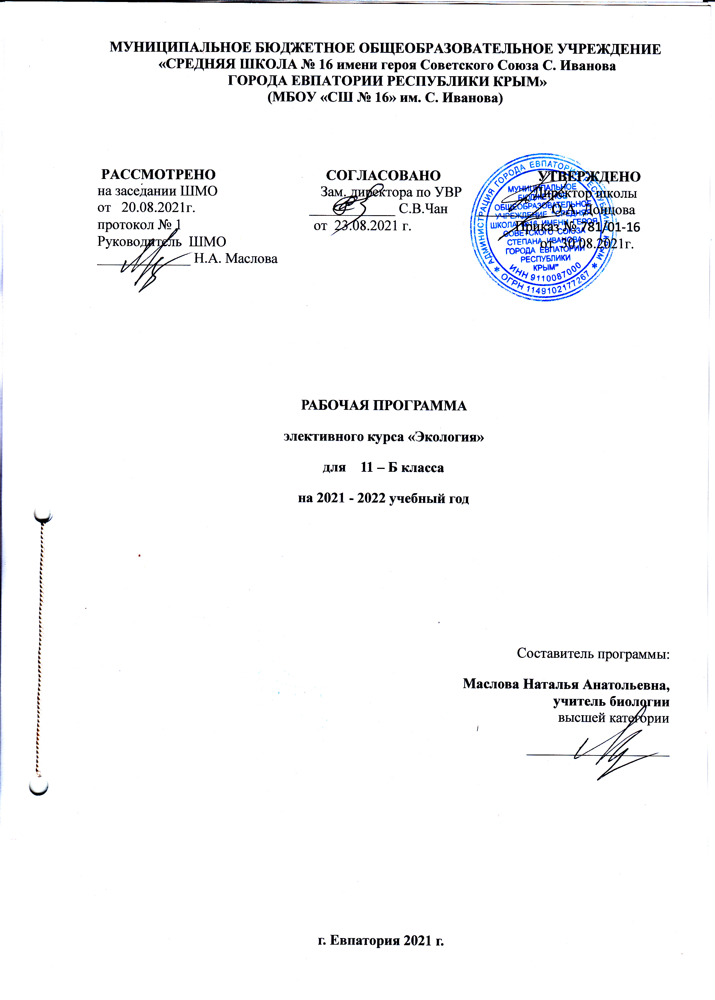 МУНИЦИПАЛЬНОЕ БЮДЖЕТНОЕ ОБЩЕОБРАЗОВАТЕЛЬНОЕ УЧРЕЖДЕНИЕ
«СРЕДНЯЯ ШКОЛА № 16 имени героя Советского Союза С. Иванова
ГОРОДА ЕВПАТОРИИ РЕСПУБЛИКИ КРЫМ»
(МБОУ «СШ № 16» им. С. Иванова)
РАССМОТРЕНО
на заседании ШМО
от 20.08.2021г.
протокол № 1
Руководитель ШМО
_____________ Н.А. Маслова
СОГЛАСОВАНО
Зам. директора по УВР
____________ С.В.Чан
от 23.08.2021 г.
УТВЕРЖДЕНО
Директор школы
О.А. Донцова
Приказ № 781/01-16
от 30.08.2021г.
АДМИНИСТРАЦИЯ ГОРОДА ЕВПАТОРИИ РЕСПУБЛИКИ КРЫМ
МУНИЦИПАЛЬНОЕ
БЮДЖЕТНОЕ
ОБЩЕОБРАЗОВАТЕЛЬНОЕ
УЧРЕЖДЕНИЕ "СРЕДНЯЯ
ШКОЛА №16 ИМЕНИ ГЕРОЯ
СОВЕТСКОГО СОЮЗА
СТЕПАНА ИВАНОВА
ГОРОДА ЕВПАТОРИИ
РЕСПУБЛИКИ
КРЫМ"
ИНН 9110087000
* ОГРН 1149102177267 *
РАБОЧАЯ ПРОГРАММА
элективного курса «Экология»
для 11 – Б класса
на 2021 - 2022 учебный год
Составитель программы:
Маслова Наталья Анатольевна,
учитель биологии
высшей категории
г. Евпатория 2021 г.